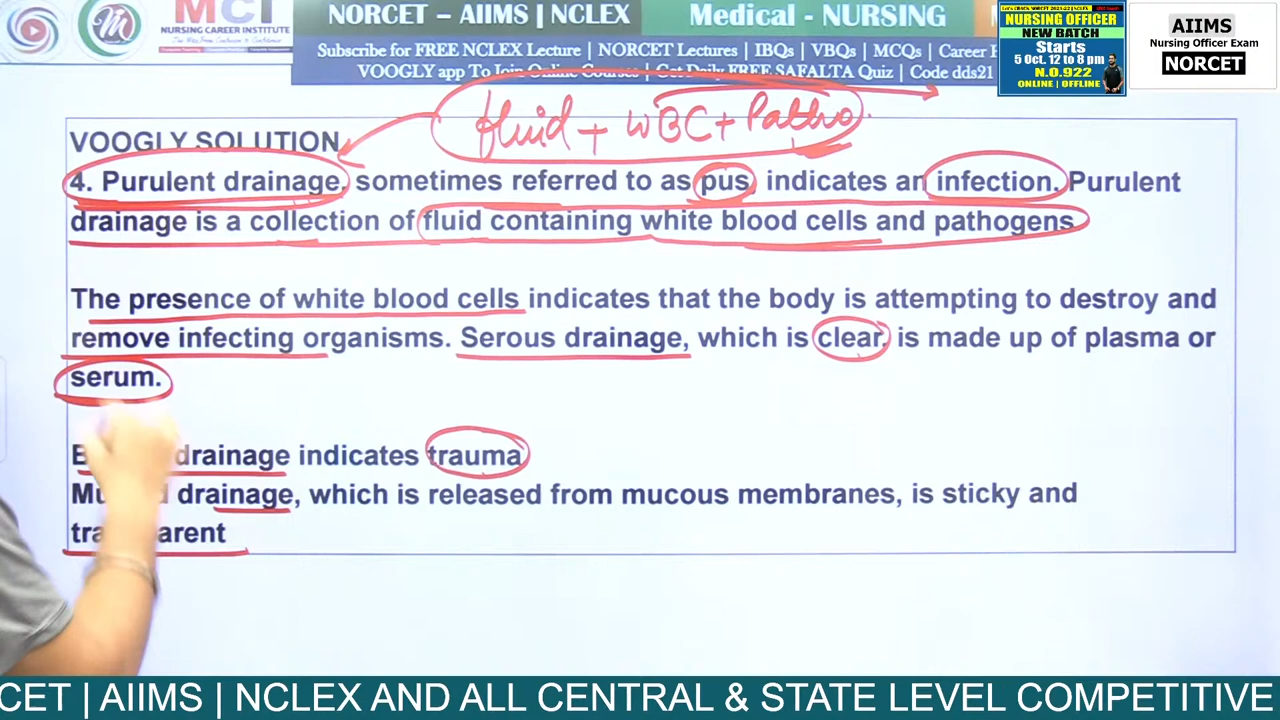 MCI
NURSING CAREER INSTITUTE
NORCET – AIIMS | NCLEX
Medical - NURSING
Subscribe for FREE NCLEX Lecture | NORCET Lectures | IBQs | VBQs | MCQs | Career
VOOGLY app To Join Online Courses | Get Daily FREE SAFALTA Quiz | Code dds21
NURSING OFFICER
NEW BATCH
Starts
5 Oct. 12 to 8 pm
N.O.922
ONLINE | OFFLINE
AIIMS
Nursing Officer Exam
NORCET
fluid + WBC + Patho.
VOOGLY SOLUTION
4. Purulent drainage, sometimes referred to as pus, indicates an infection. Purulent
drainage is a collection of fluid containing white blood cells and pathogens
The presence of white blood cells indicates that the body is attempting to destroy and
remove infecting organisms. Serous drainage, which is clear, is made up of plasma or
serum.
drainage indicates trauma
drainage, which is released from mucous membranes, is sticky and
CET | AIIMS | NCLEX AND ALL CENTRAL & STATE LEVEL COMPETITIVE